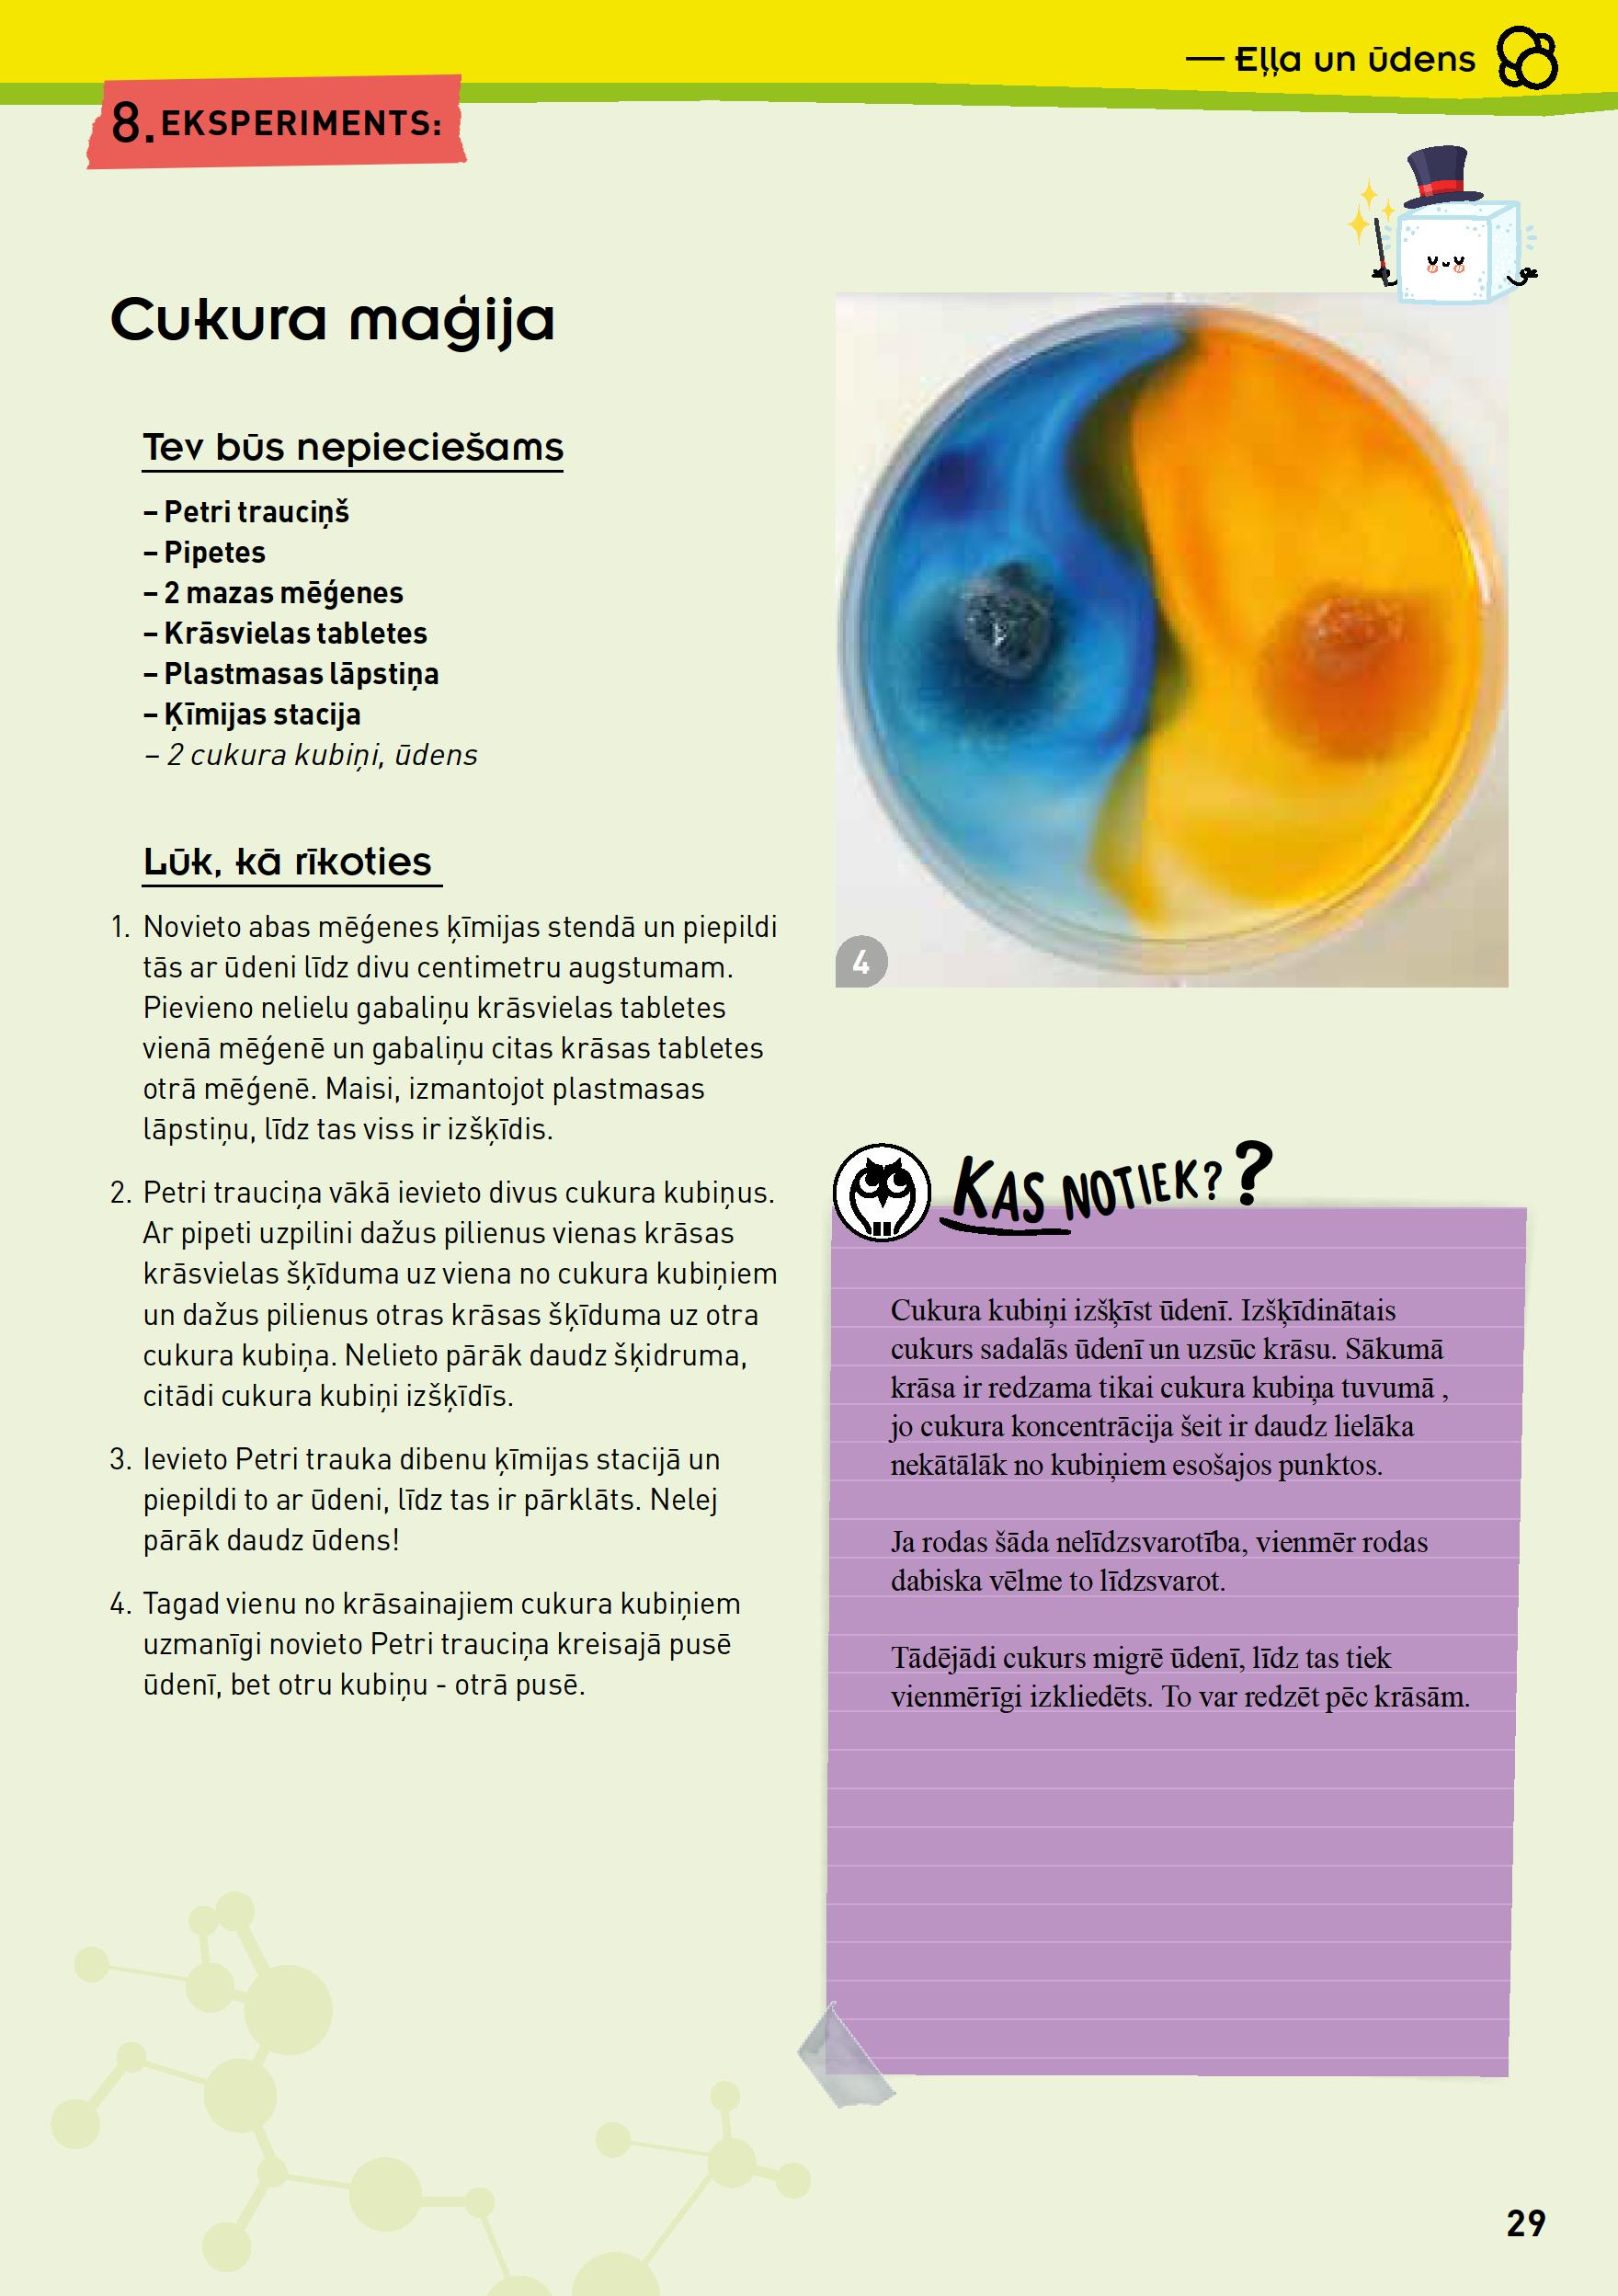 — Eļļa un ūdens
8. EKSPERIMENTS:
Cukura maģija
Tev būs nepieciešams
– Petri trauciņš
– Pipetes
– 2 mazas mēģenes
– Krāsvielas tabletes
– Plastmasas lāpstiņa
– Ķīmijas stacija
– 2 cukura kubiņi, ūdens
Lūk, kā rīkoties
1. Novieto abas mēģenes ķīmijas stendā un piepildi
tās ar ūdeni līdz divu centimetru augstumam.
Pievieno nelielu gabaliņu krāsvielas tabletes
vienā mēģenē un gabaliņu citas krāsas tabletes
otrā mēģenē. Maisi, izmantojot plastmasas
lāpstiņu, līdz tas viss ir izšķīdis.
2. Petri trauciņa vākā ievieto divus cukura kubiņus.
Ar pipeti uzpilini dažus pilienus vienas krāsas
krāsvielas šķīduma uz viena no cukura kubiņiem
un dažus pilienus otras krāsas šķīduma uz otra
cukura kubiņa. Nelieto pārāk daudz šķidruma,
citādi cukura kubiņi izšķīdīs.
3. Ievieto Petri trauka dibenu ķīmijas stacijā un
piepildi to ar ūdeni, līdz tas ir pārklāts. Nelej
pārāk daudz ūdens!
4. Tagad vienu no krāsainajiem cukura kubiņiem
uzmanīgi novieto Petri trauciņa kreisajā pusē
ūdenī, bet otru kubiņu - otrā pusē.
4
KAS NOTIEK? ?
Cukura kubiņi izšķīst ūdenī. Izšķīdinātais
cukurs sadalās ūdenī un uzsūc krāsu. Sākumā
krāsa ir redzama tikai cukura kubiņa tuvumā ,
jo cukura koncentrācija šeit ir daudz lielāka
nekātālāk no kubiņiem esošajos punktos.
Ja rodas šāda nelīdzsvarotība, vienmēr rodas
dabiska vēlme to līdzsvarot.
Tādējādi cukurs migrē ūdenī, līdz tas tiek
vienmērīgi izkliedēts. To var redzēt pēc krāsām.
29